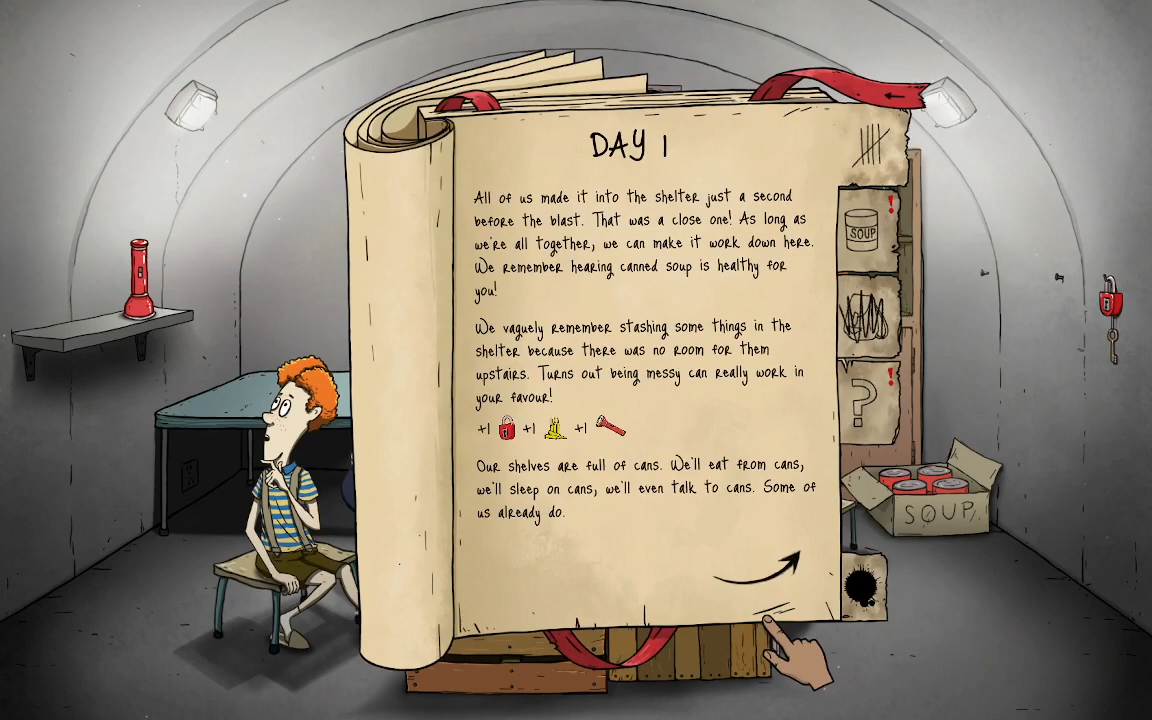 DAY 1
All of us made it into the shelter just a second
before the blast. That was a close one! As long as
we're all together, we can make it work down here.
We remember hearing canned soup is healthy for
you!
We vaguely remember stashing some things in the
shelter because there was no room for them
upstairs. Turns out being messy can really work in
your favour!
+1 +1 +1
Our shelves are full of cans. We'll eat from cans,
we'll sleep on cans, we'll even talk to cans. Some of
us already do.
!
SOUP
!
?
SOUP